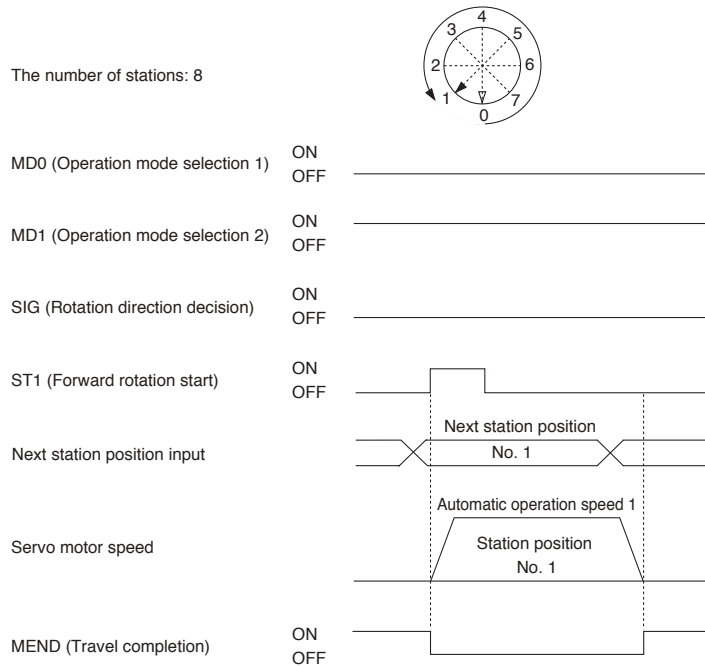 4
3 5
The number of stations: 8
2 6
1 7
0
MD0 (Operation mode selection 1)
ON
OFF
MD1 (Operation mode selection 2)
ON
OFF
SIG (Rotation direction decision)
ON
OFF
ST1 (Forward rotation start)
ON
OFF
Next station position input
Next station position
No. 1
Servo motor speed
Automatic operation speed 1
Station position
No. 1
MEND (Travel completion)
ON
OFF